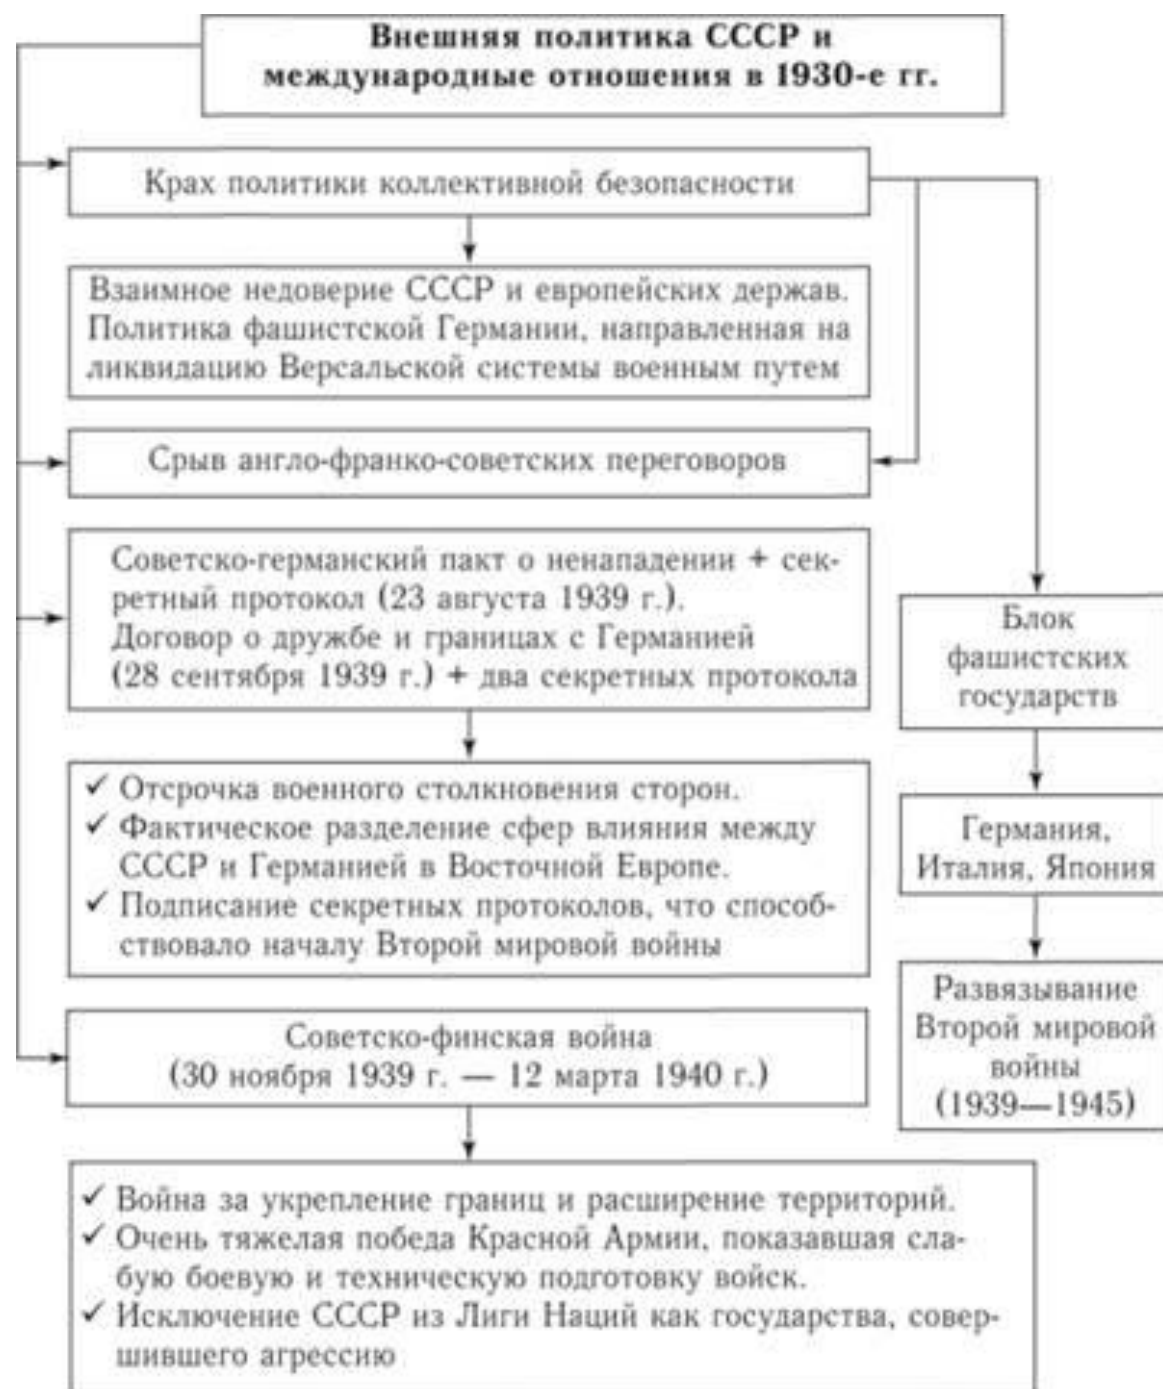 Внешняя политика СССР и
международные отношения в 1930-е гг.
Крах политики коллективной безопасности
Взаимное недоверие СССР и европейских держав.
Политика фашистской Германии, направленная на
ликвидацию Версальской системы военным путем
Срыв англо-франко-советских переговоров
Советско-германский пакт о ненападении + сек-
ретный протокол (23 августа 1939 г.).
Договор о дружбе и границах с Германией
(28 сентября 1939 г.) + два секретных протокола
✓ Отсрочка военного столкновения сторон.
✓ Фактическое разделение сфер влияния между
СССР и Германией в Восточной Европе.
✓ Подписание секретных протоколов, что способ-
ствовало началу Второй мировой войны
Блок
фашистских
государств
Германия,
Италия, Япония
Развязывание
Второй мировой
войны
(1939—1945)
Советско-финская война
(30 ноября 1939 г. — 12 марта 1940 г.)
✓ Война за укрепление границ и расширение территорий.
✓ Очень тяжелая победа Красной Армии, показавшая сла-
бую боевую и техническую подготовку войск.
✓ Исключение СССР из Лиги Наций как государства, совер-
шившего агрессию